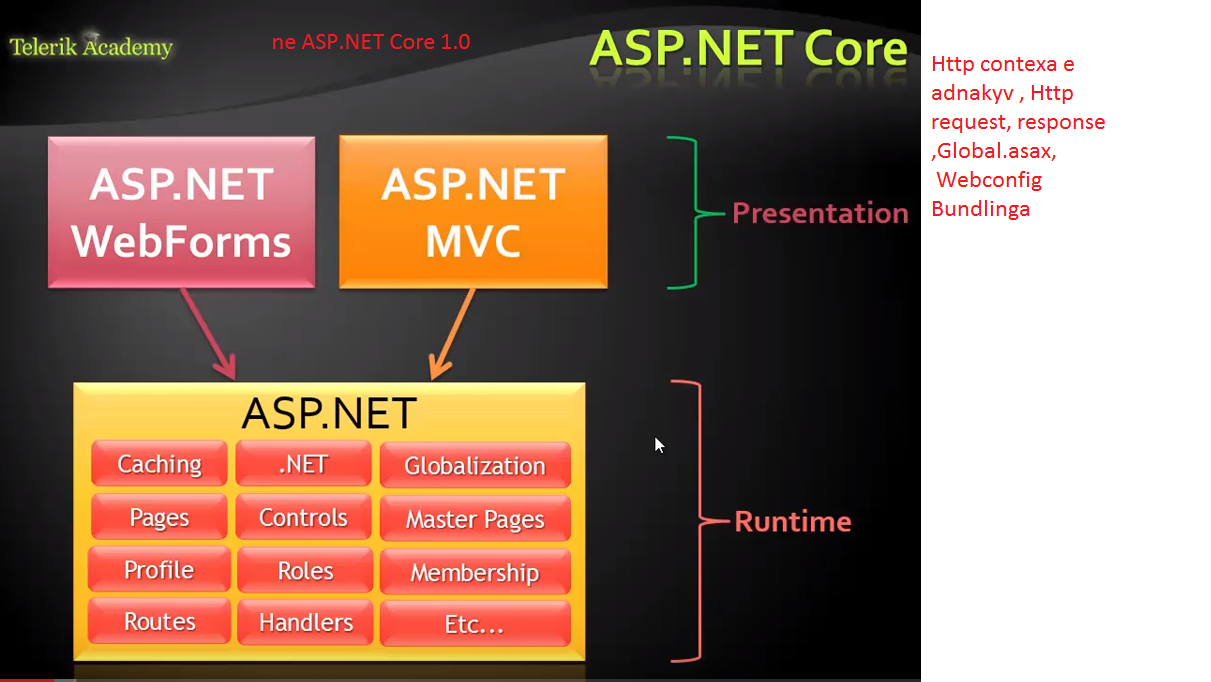 Telerik Academy
ne ASP.NET Core 1.0
ASP.NET Core
Http contexa e
adnakyv , Http
request, response
,Global.asax,
Webconfig
Bundlinga
ASP.NET
WebForms
ASP.NET
MVC
Presentation
ASP.NET
Caching
.NET
Globalization
Pages
Controls
Master Pages
Profile
Roles
Membership
Routes
Handlers
Etc...
Runtime